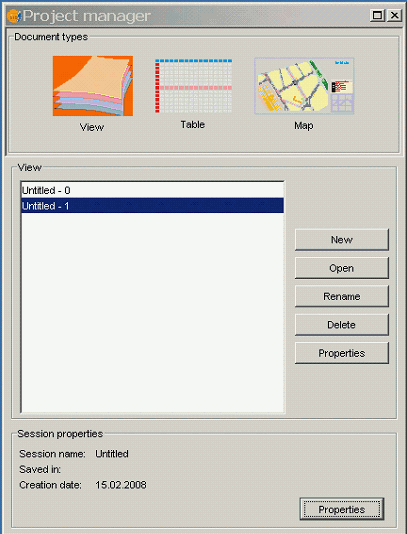 Project manager
Document types
View
Table
Map
View
Untitled - 0
Untitled - 1
New
Open
Rename
Delete
Properties
Session properties
Session name: Untitled
Saved in:
Creation date: 15.02.2008
Properties